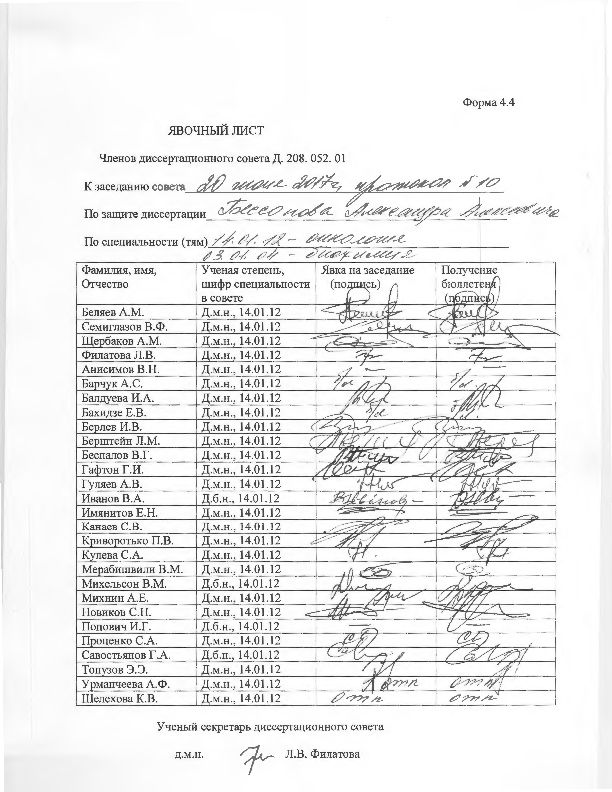 Форма 4.4
ЯВОЧНЫЙ ЛИСТ
Членов диссертационного совета Д. 208. 052. 01
К заседанию совета 20 июня 2017г, протокол №10
По защите диссертации Бессонова Александра Алексеевича
По специальности (тям) 14.01.12 – онкология
03.01.04 – биохимия
Фамилия, имя, Отчество Ученая степень, шифр специальности в совете Явка на заседание (подпись) Получение бюллетеня (подпись)
Беляев А.М. Д.м.н., 14.01.12
Семиглазов В.Ф. Д.м.н., 14.01.12
Щербаков А.М. Д.м.н., 14.01.12
Филатова Л.В. Д.м.н., 14.01.12
Анисимов В.Н. Д.м.н., 14.01.12 — —
Барчук А.С. Д.м.н., 14.01.12
Балдуева И.А. Д.м.н., 14.01.12
Бахидзе Е.В. Д.м.н., 14.01.12
Берлев И.В. Д.м.н., 14.01.12
Берштейн Л.М. Д.м.н., 14.01.12
Беспалов В.Г. Д.м.н., 14.01.12
Гафтон Г.И. Д.м.н., 14.01.12
Гуляев А.В. Д.м.н., 14.01.12
Иванов В.А. Д.б.н., 14.01.12
Имянитов Е.Н. Д.м.н., 14.01.12
Канаев С.В. Д.м.н., 14.01.12
Криворотько П.В. Д.м.н., 14.01.12
Кулева С.А. Д.м.н., 14.01.12
Мерабишвили В.М. Д.м.н., 14.01.12
Михельсон В.М. Д.б.н., 14.01.12
Михнин А.Е. Д.м.н., 14.01.12
Новиков С.Н. Д.м.н., 14.01.12
Попович И.Г. Д.б.н., 14.01.12 — —
Проценко С.А. Д.м.н., 14.01.12
Савостьянов Г.А. Д.б.н., 14.01.12
Топузов Э.Э. Д.м.н., 14.01.12
Урманчеева А.Ф. Д.м.н., 14.01.12 отп отп
Шелехова К.В. Д.м.н., 14.01.12 отп отп
Ученый секретарь диссертационного совета
д.м.н. Л.В. Филатова